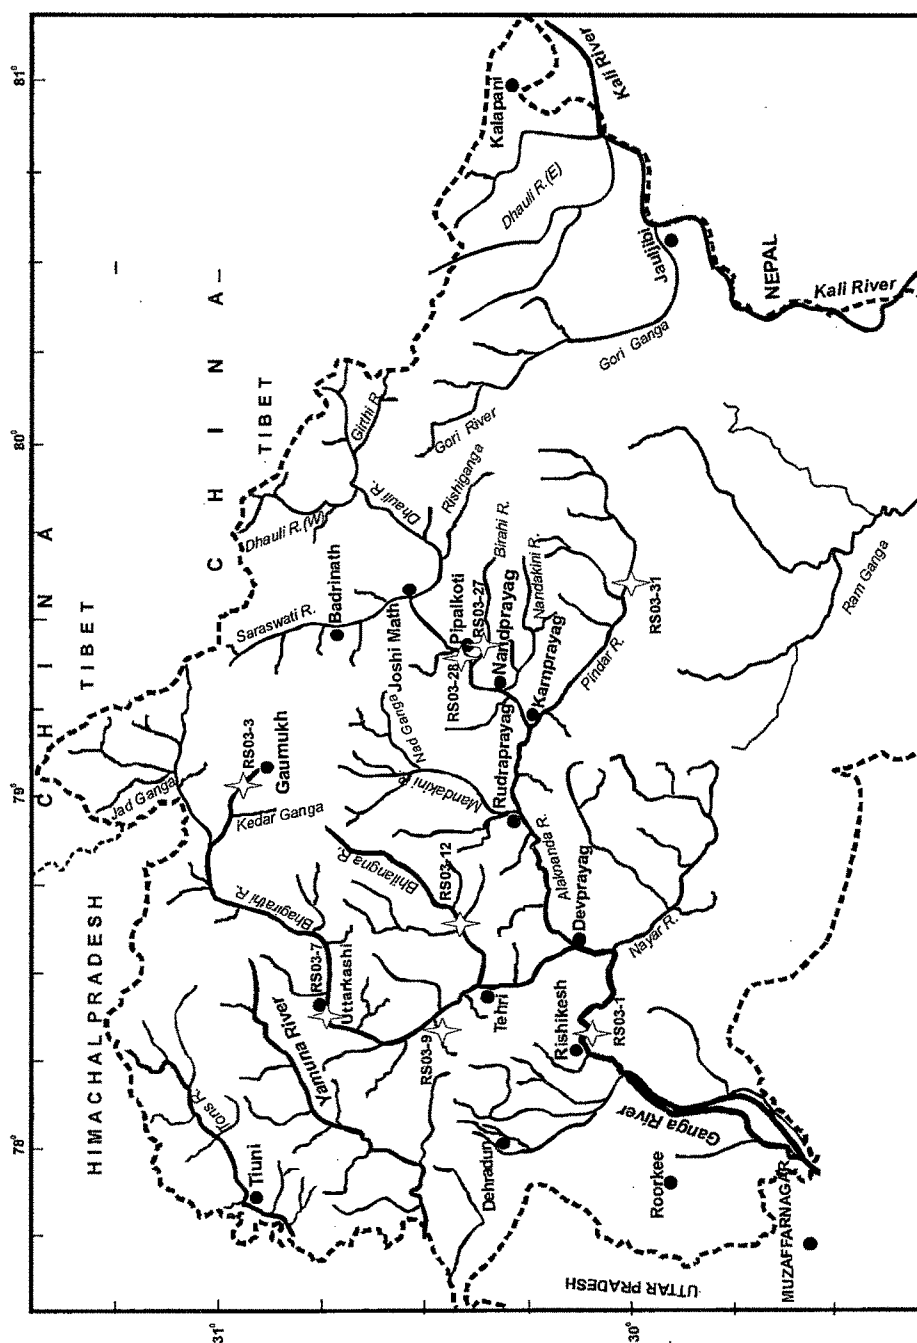 81°
80°
79°
78°
31°
30°
HIMACHAL PRADESH
C H I N A
TIBET
C H I N A
TIBET
NEPAL
UTTAR PRADESH
Jad Ganga
Tons R.
Yamuna River
Tiuni
Bhagirathi R.
Kedar Ganga
RS03-3
Gaumukh
RS03-7
Uttarkashi
Bhilangna R.
RS03-12
RS03-9
Tehri
Saraswati R.
Badrinath
Dhauli R.(W)
Girthi R.
Dhauli R.
Rishiganga
Joshi Math
Nad Ganga
Mandakini
Pipalkoti
RS03-28
RS03-27
Birahi R.
Nandprayag
Nandakini R.
Rudraprayag
Karnprayag
Pindar R.
RS03-31
Alaknanda R.
Devprayag
Nayar R.
Rishikesh
RS03-1
Dehradun
Ganga River
Roorkee
MUZAFFARNAGAR
Ram Ganga
Gori River
Gori Ganga
Dhauli R.(E)
Kalapani
Kali River
Jauljibi
Kali River